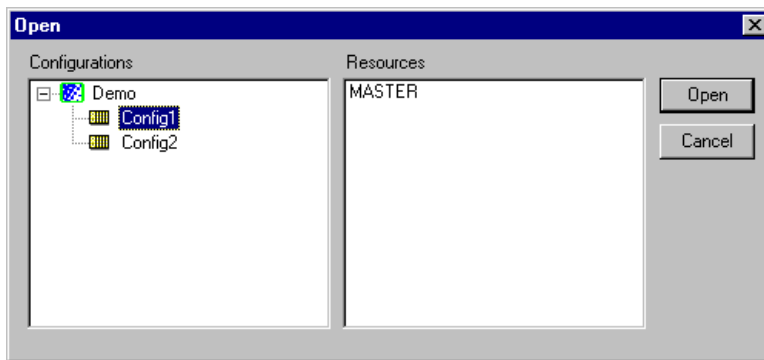 Open
Configurations
Resources
Demo
Config1
Config2
MASTER
Open
Cancel